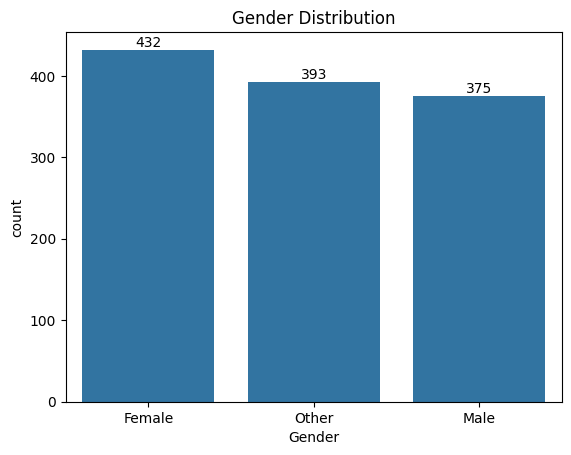 Gender Distribution
432
393
375
400
300
200
100
0
count
Female
Other
Male
Gender